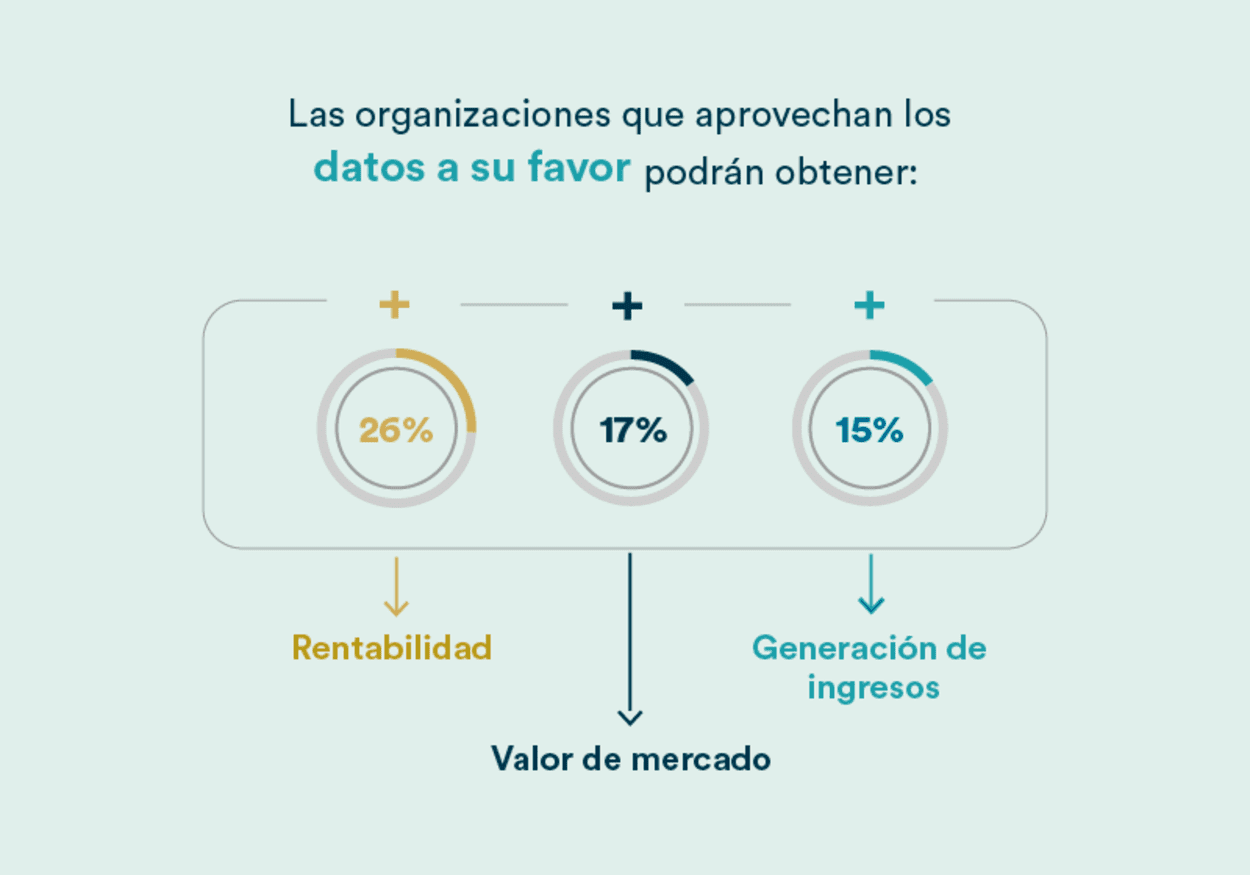 Las organizaciones que aprovechan los
datos a su favor podrán obtener:
+ + +
26% 17% 15%
Rentabilidad
Generación de
ingresos
Valor de mercado